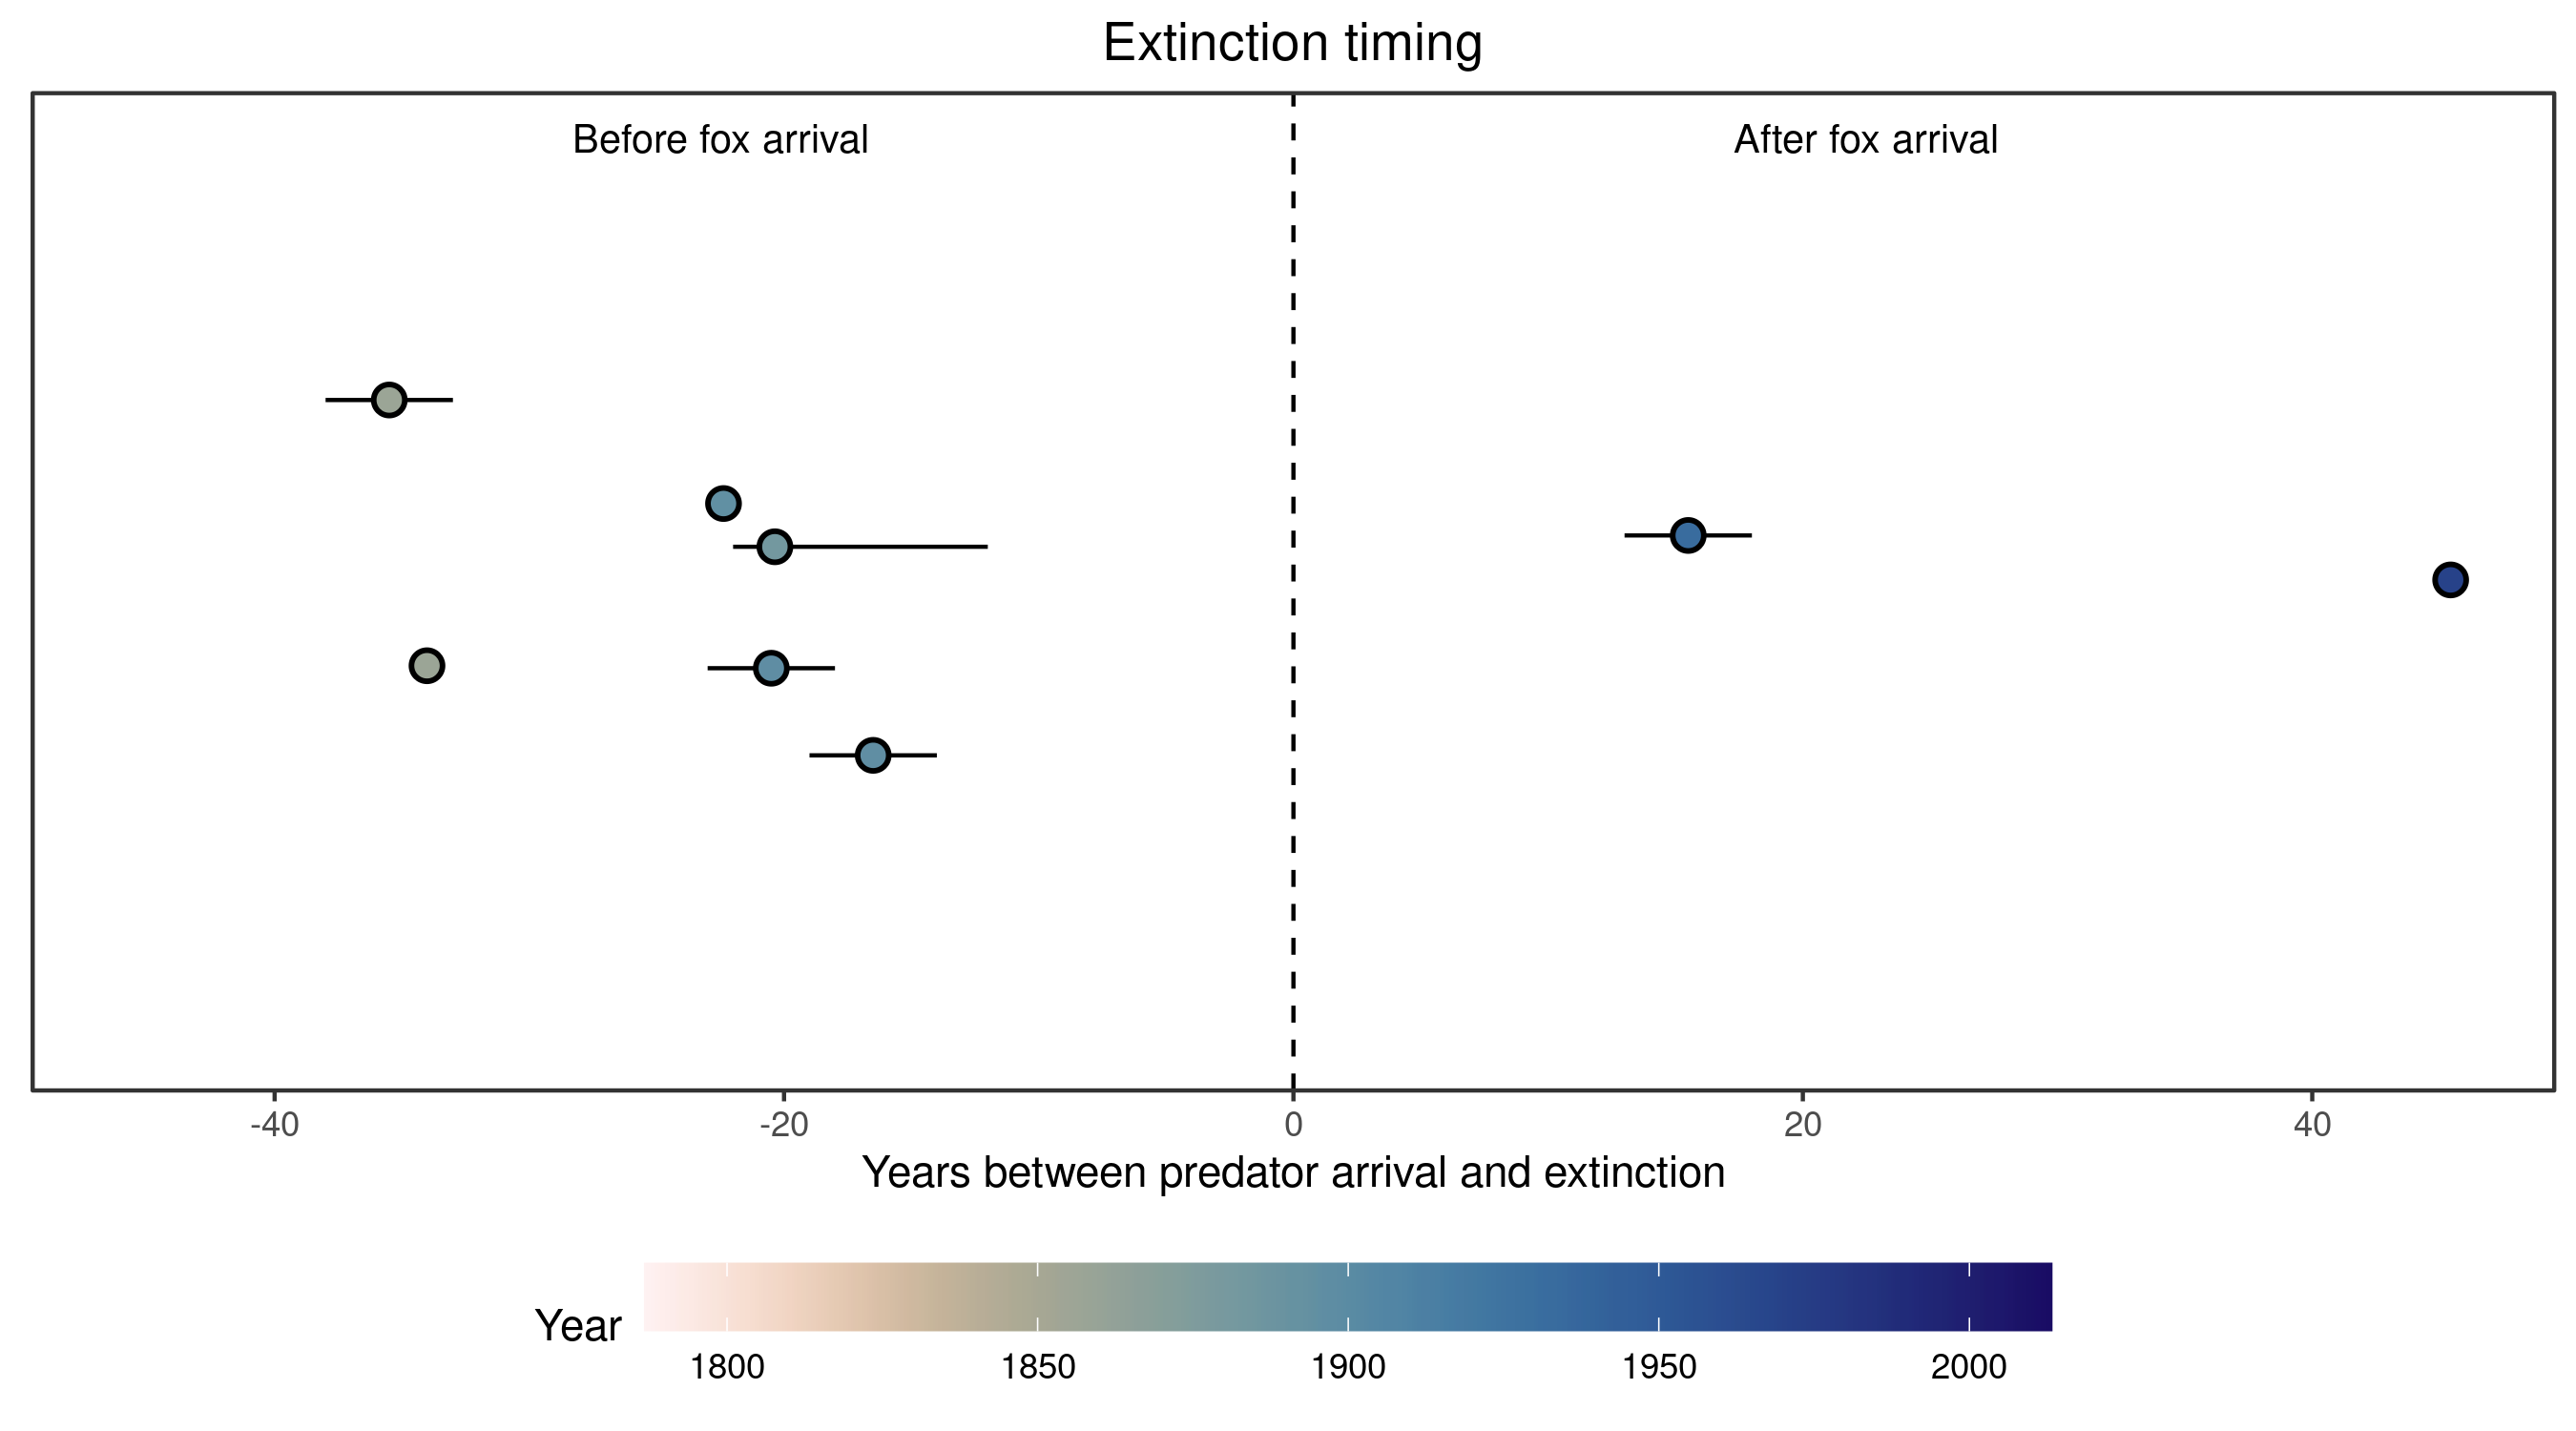 Extinction timing
Before fox arrival
After fox arrival
-40
-20
0
20
40
Years between predator arrival and extinction
Year
1800
1850
1900
1950
2000